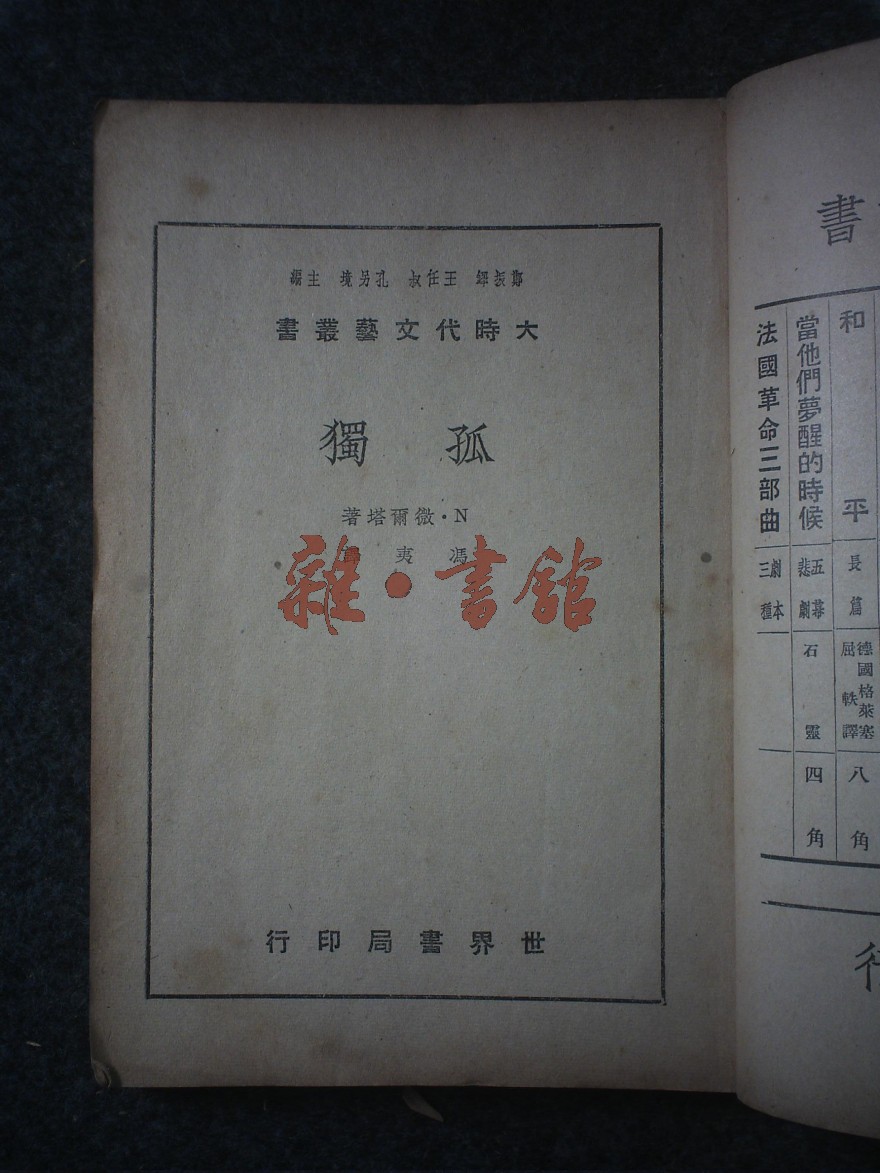 鄭振鐸 王任叔 孔另境 主編
大時代文藝叢書
孤獨
N·微爾塔著
馮夷
雜·書館
世界書局印行
書
和平
長篇
德國格萊塞
屈軼譯
八角
當他們夢醒的時候
五幕
悲劇
石靈
四角
法國革命三部曲
劇本
三種
行